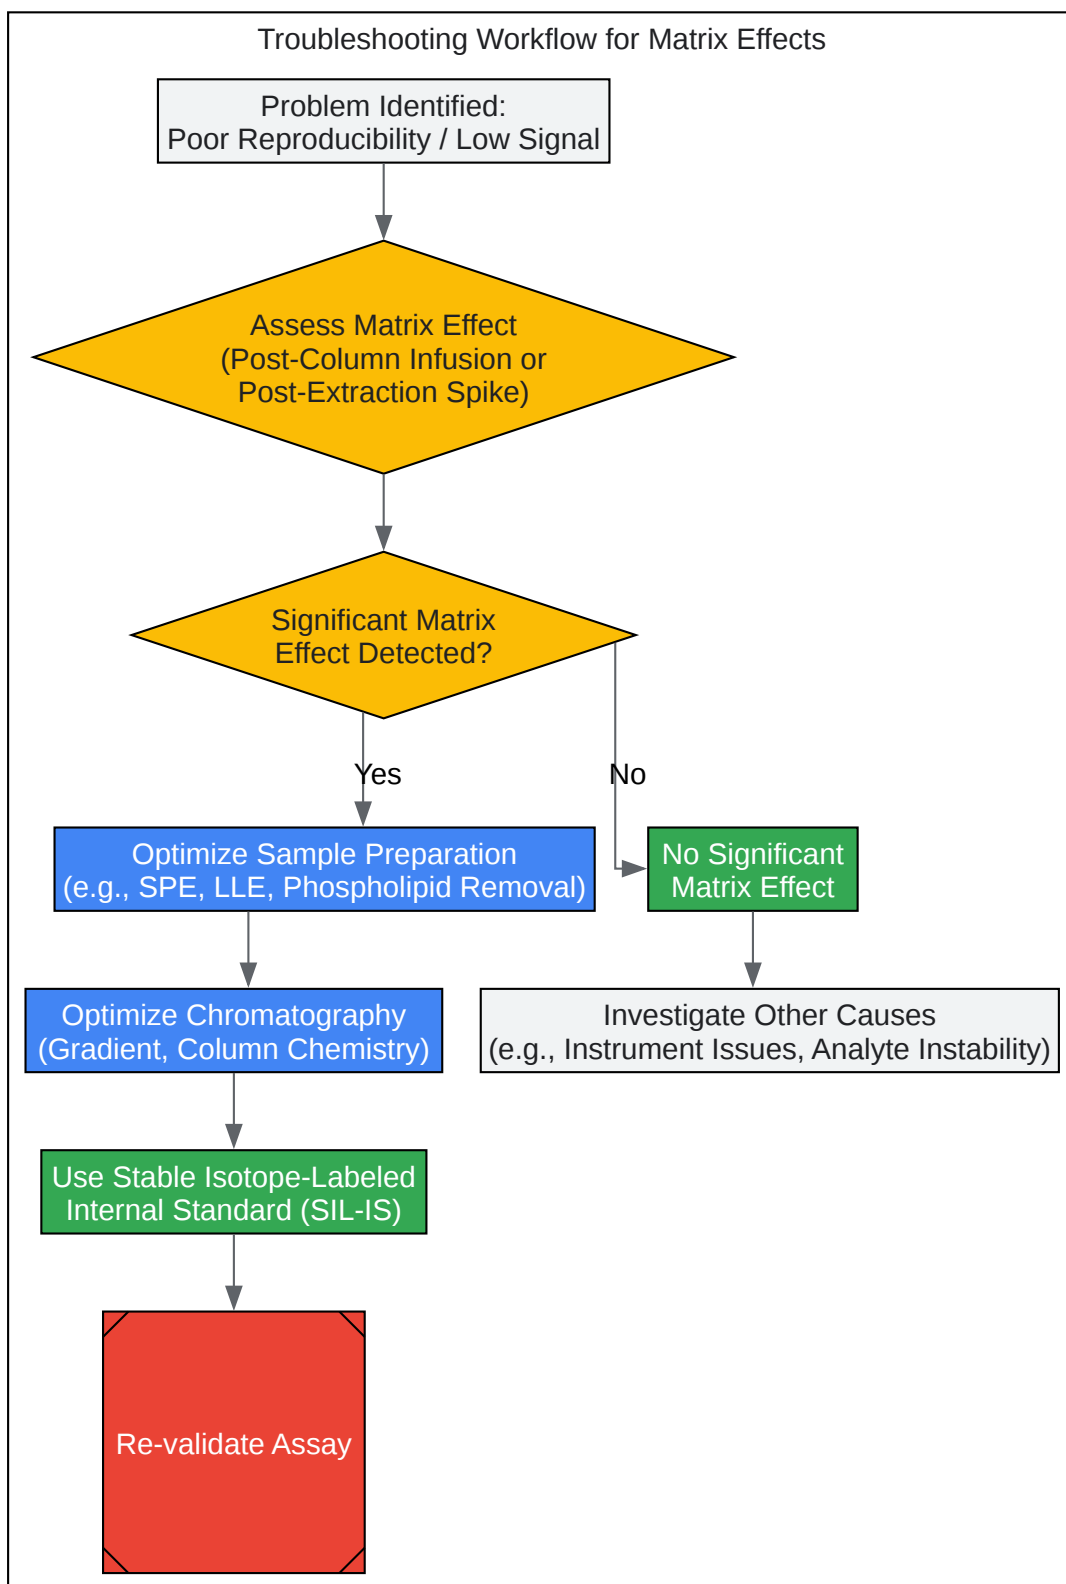 Troubleshooting Workflow for Matrix Effects
Problem Identified:
Poor Reproducibility / Low Signal
Assess Matrix Effect
(Post-Column Infusion or
Post-Extraction Spike)
Significant Matrix
Effect Detected?
Yes
No
Optimize Sample Preparation
(e.g., SPE, LLE, Phospholipid Removal)
No Significant
Matrix Effect
Optimize Chromatography
(Gradient, Column Chemistry)
Investigate Other Causes
(e.g., Instrument Issues, Analyte Instability)
Use Stable Isotope-Labeled
Internal Standard (SIL-IS)
Re-validate Assay